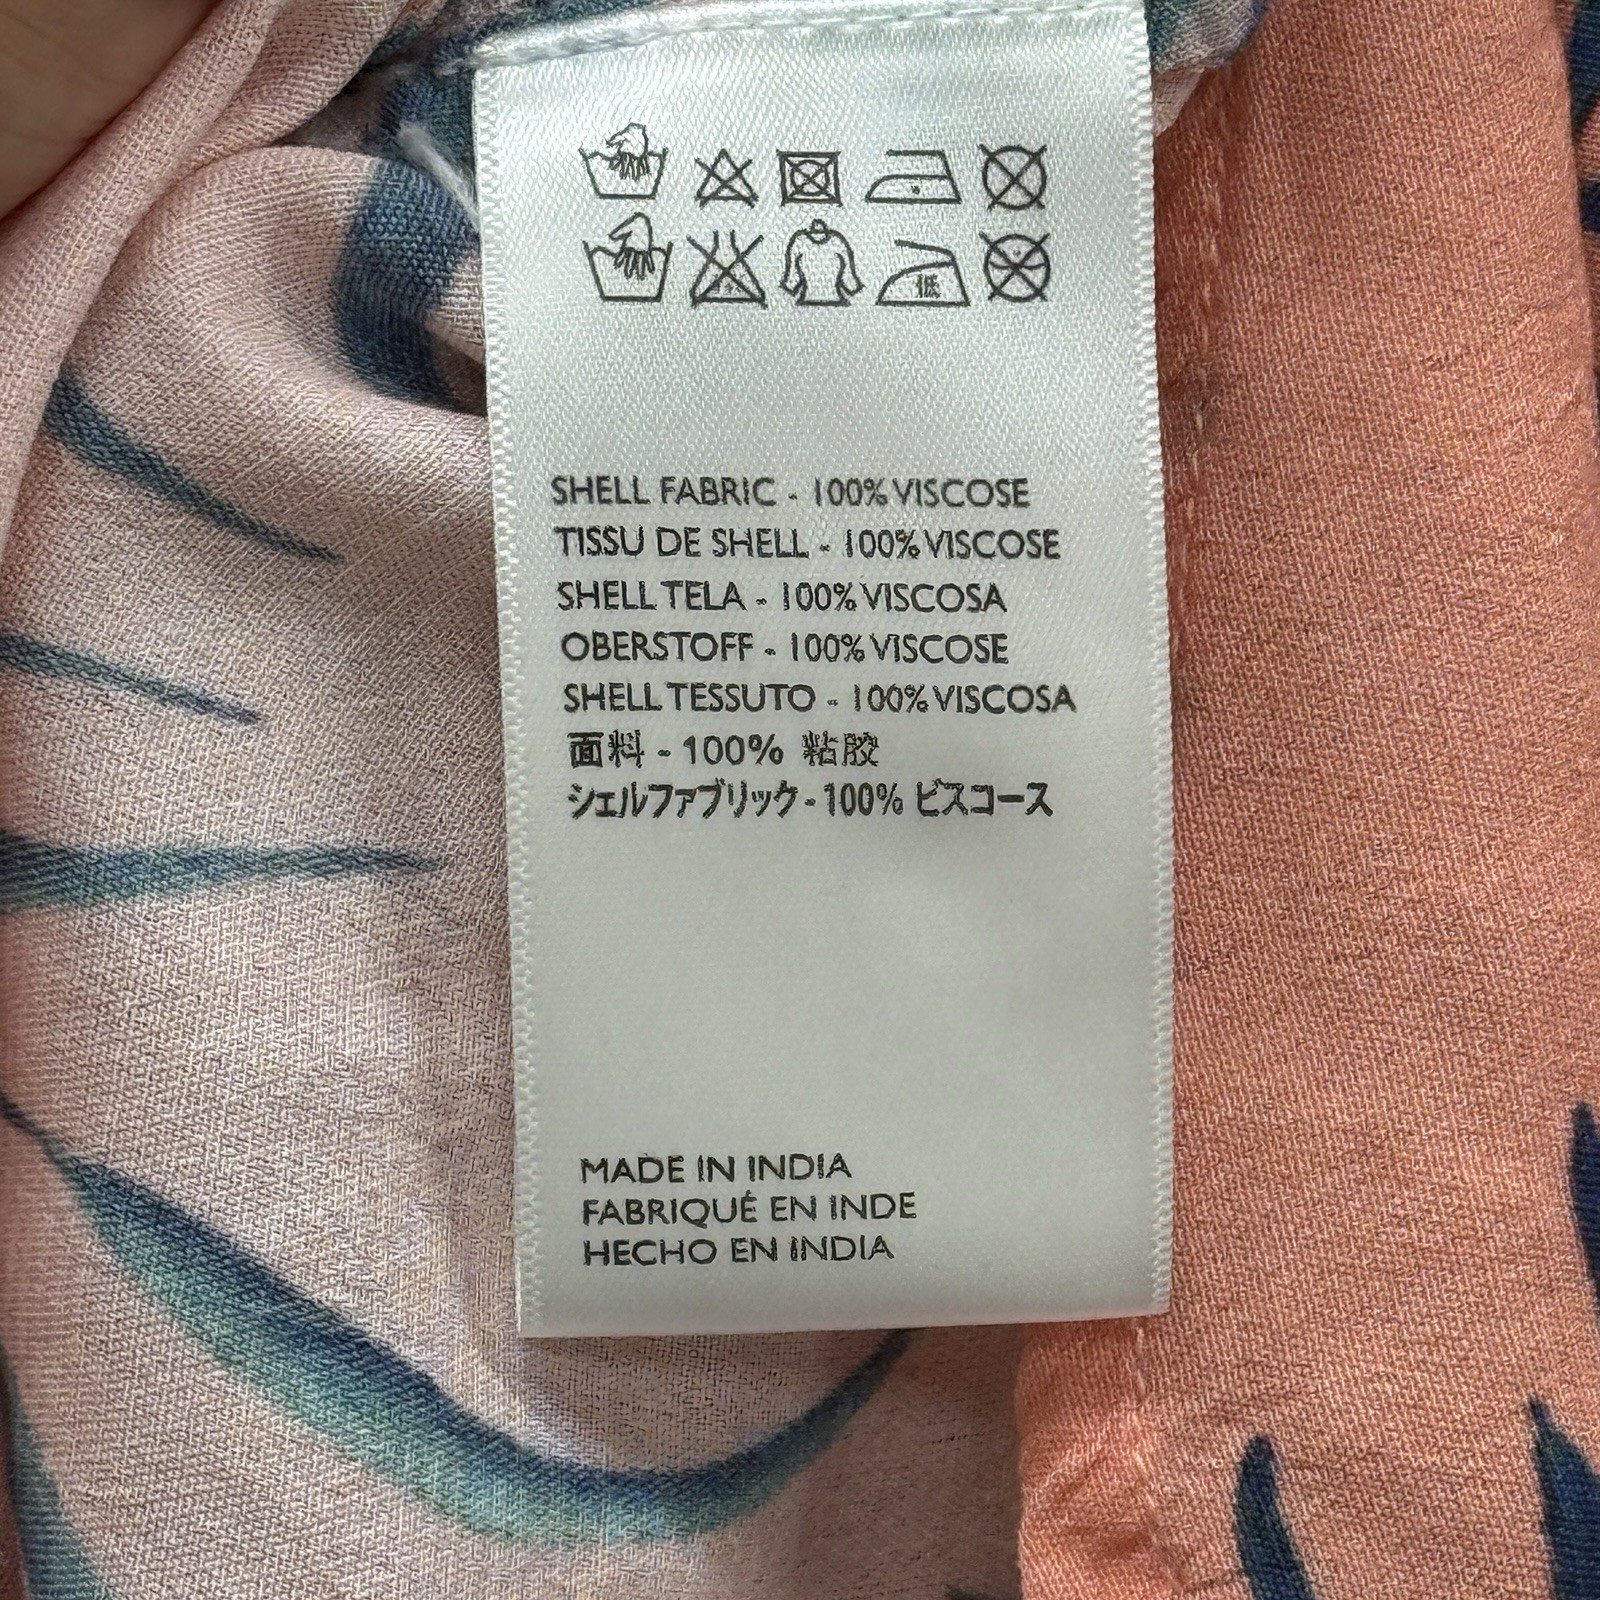 低
SHELL FABRIC - 100% VISCOSE
TISSU DE SHELL - 100% VISCOSE
SHELL TELA - 100% VISCOSA
OBERSTOFF - 100% VISCOSE
SHELL TESSUTO - 100% VISCOSA
面料 - 100% 粘胶
シェルファブリック - 100% ビスコース
MADE IN INDIA
FABRIQUÉ EN INDE
HECHO EN INDIA